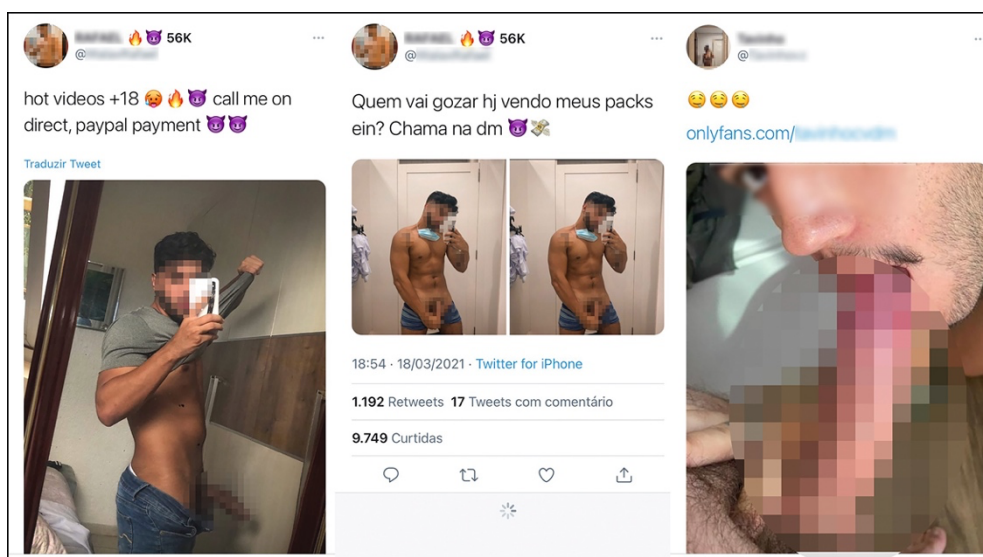 🔥😈 56K
@
hot videos +18 🥵🔥😈 call me on
direct, paypal payment 😈😈
Traduzir Tweet
🔥😈 56K
@
Quem vai gozar hj vendo meus packs
ein? Chama na dm 😈💸
18:54 · 18/03/2021 · Twitter for iPhone
1.192 Retweets 17 Tweets com comentário
9.749 Curtidas
@
🤤🤤🤤
onlyfans.com/